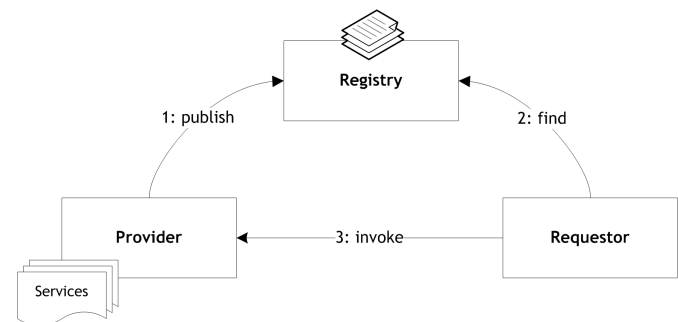 Registry
1: publish
2: find
Provider
3: invoke
Requestor
Services